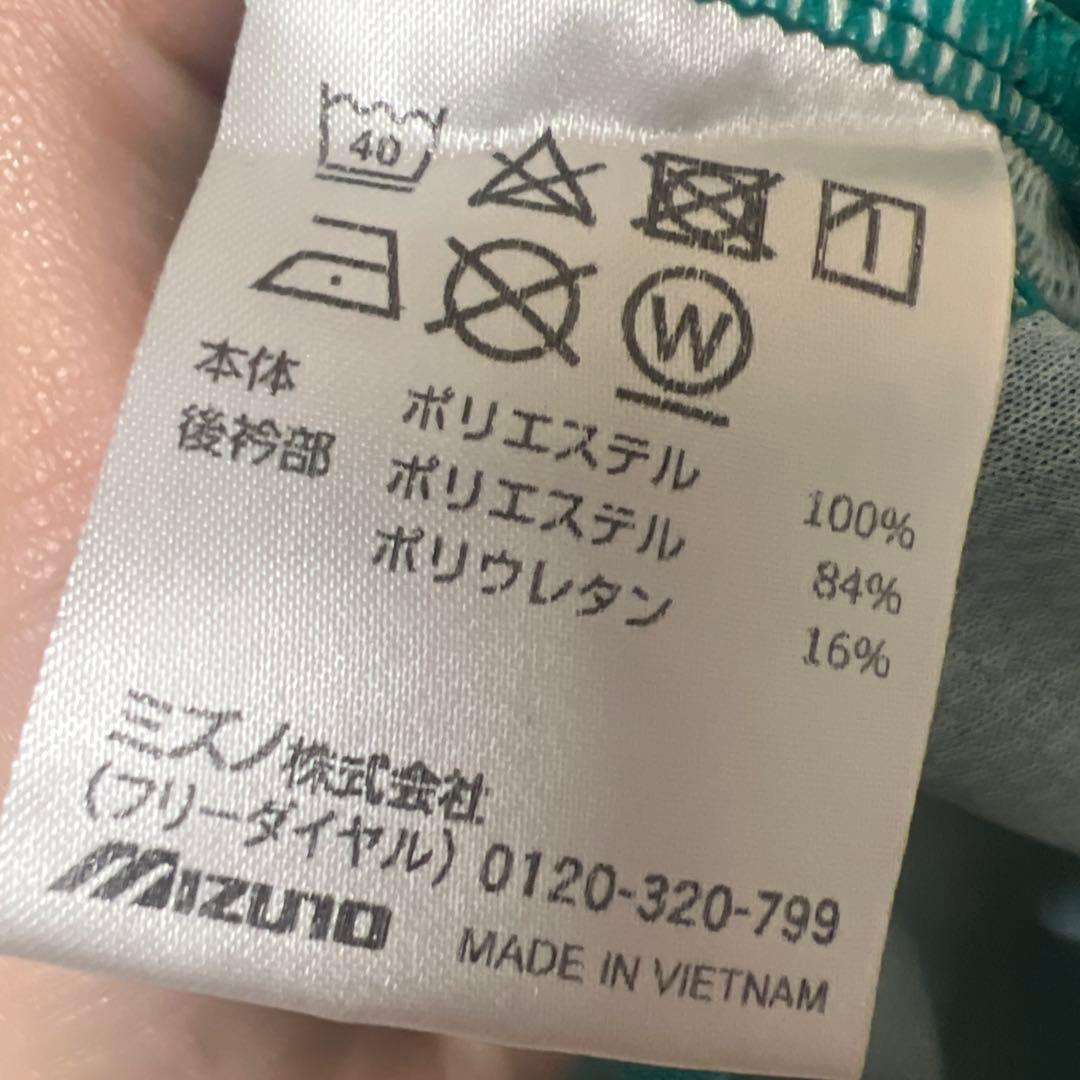 40
W
本体 ポリエステル 100%
後衿部 ポリエステル 84%
ポリウレタン 16%
ミズノ株式会社
(フリーダイヤル) 0120-320-799
MIZUNO
MADE IN VIETNAM